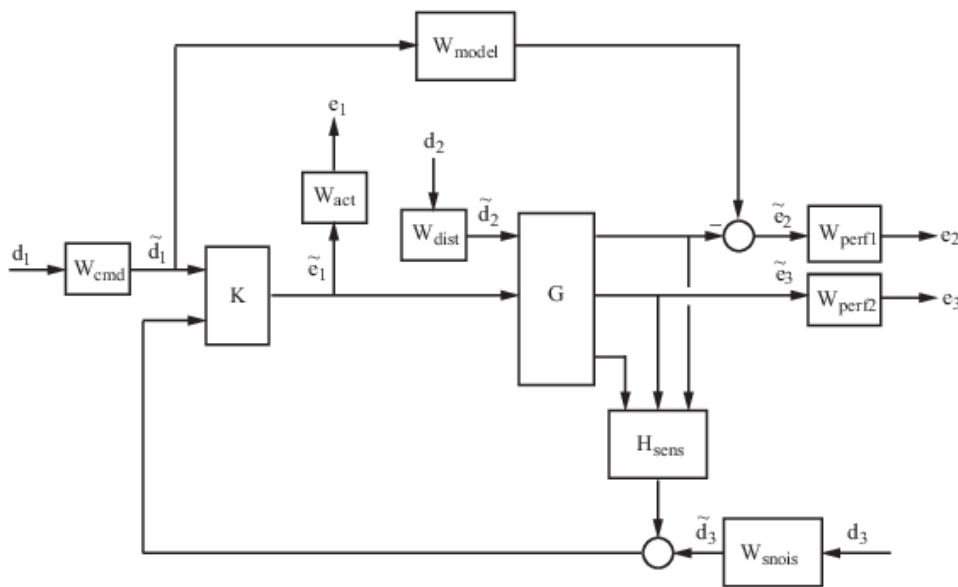 W_model
e_1
d_2
W_act
d̃_2
W_dist
− ẽ_2
W_perf1 e_2
d_1 W_cmd d̃_1
ẽ_1
K
G
ẽ_3
W_perf2 e_3
H_sens
d̃_3 W_snois d_3